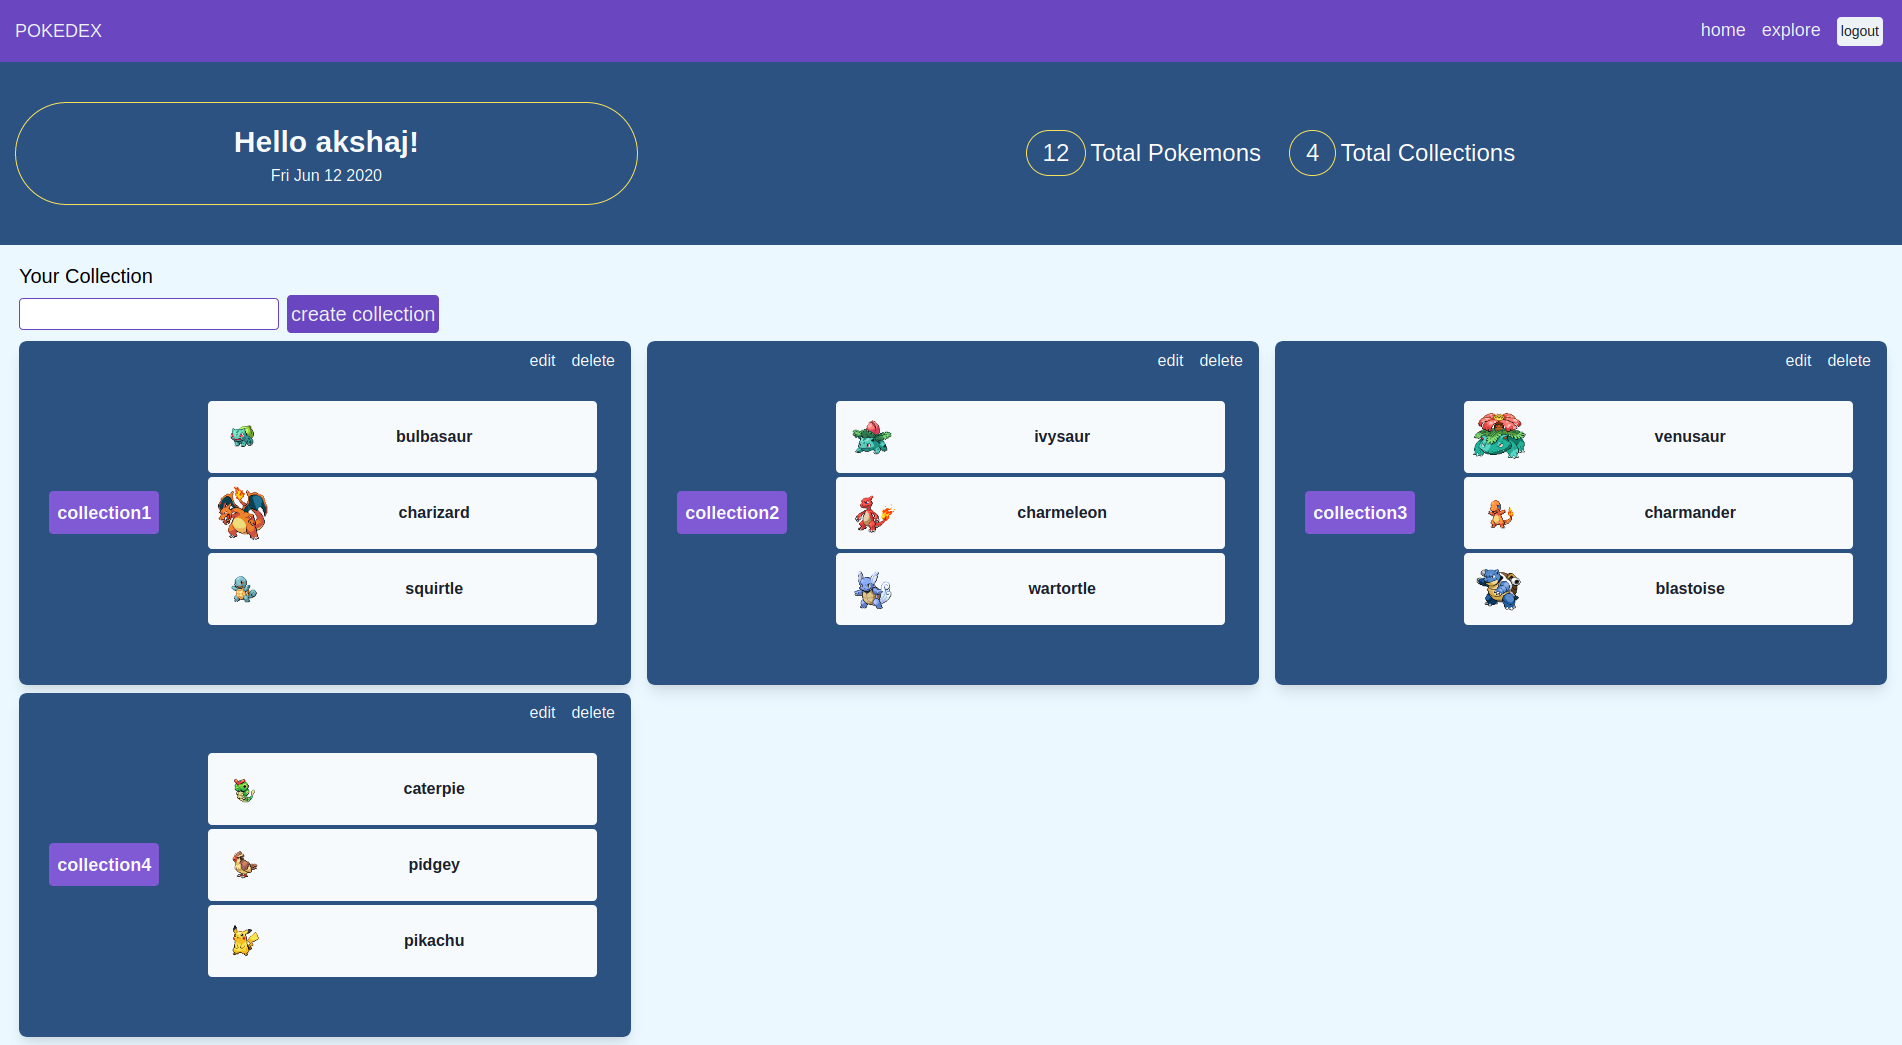 POKEDEX
home explore logout
Hello akshaj!
Fri Jun 12 2020
12 Total Pokemons 4 Total Collections
Your Collection
create collection
edit delete
collection1
bulbasaur
charizard
squirtle
edit delete
collection2
ivysaur
charmeleon
wartortle
edit delete
collection3
venusaur
charmander
blastoise
edit delete
collection4
caterpie
pidgey
pikachu